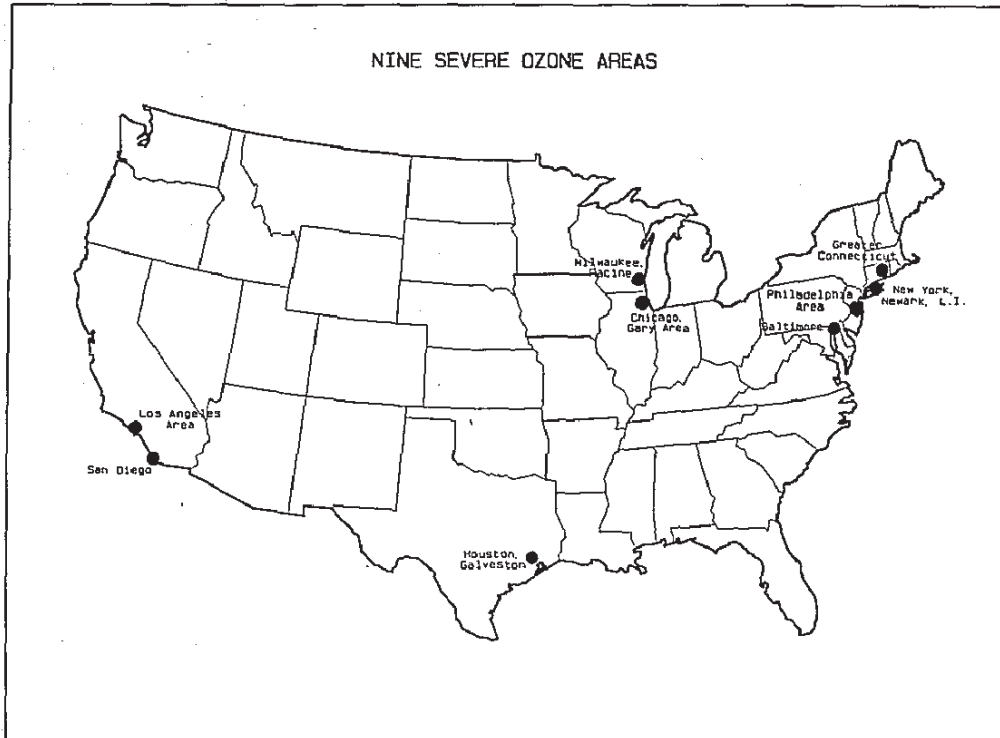 NINE SEVERE OZONE AREAS
Milwaukee,
Racine
Chicago,
Gary Area
Greater
Connecticut
New York,
Newark, L.I.
Philadelphia
Area
Baltimore
Los Angeles
Area
San Diego
Houston,
Galveston